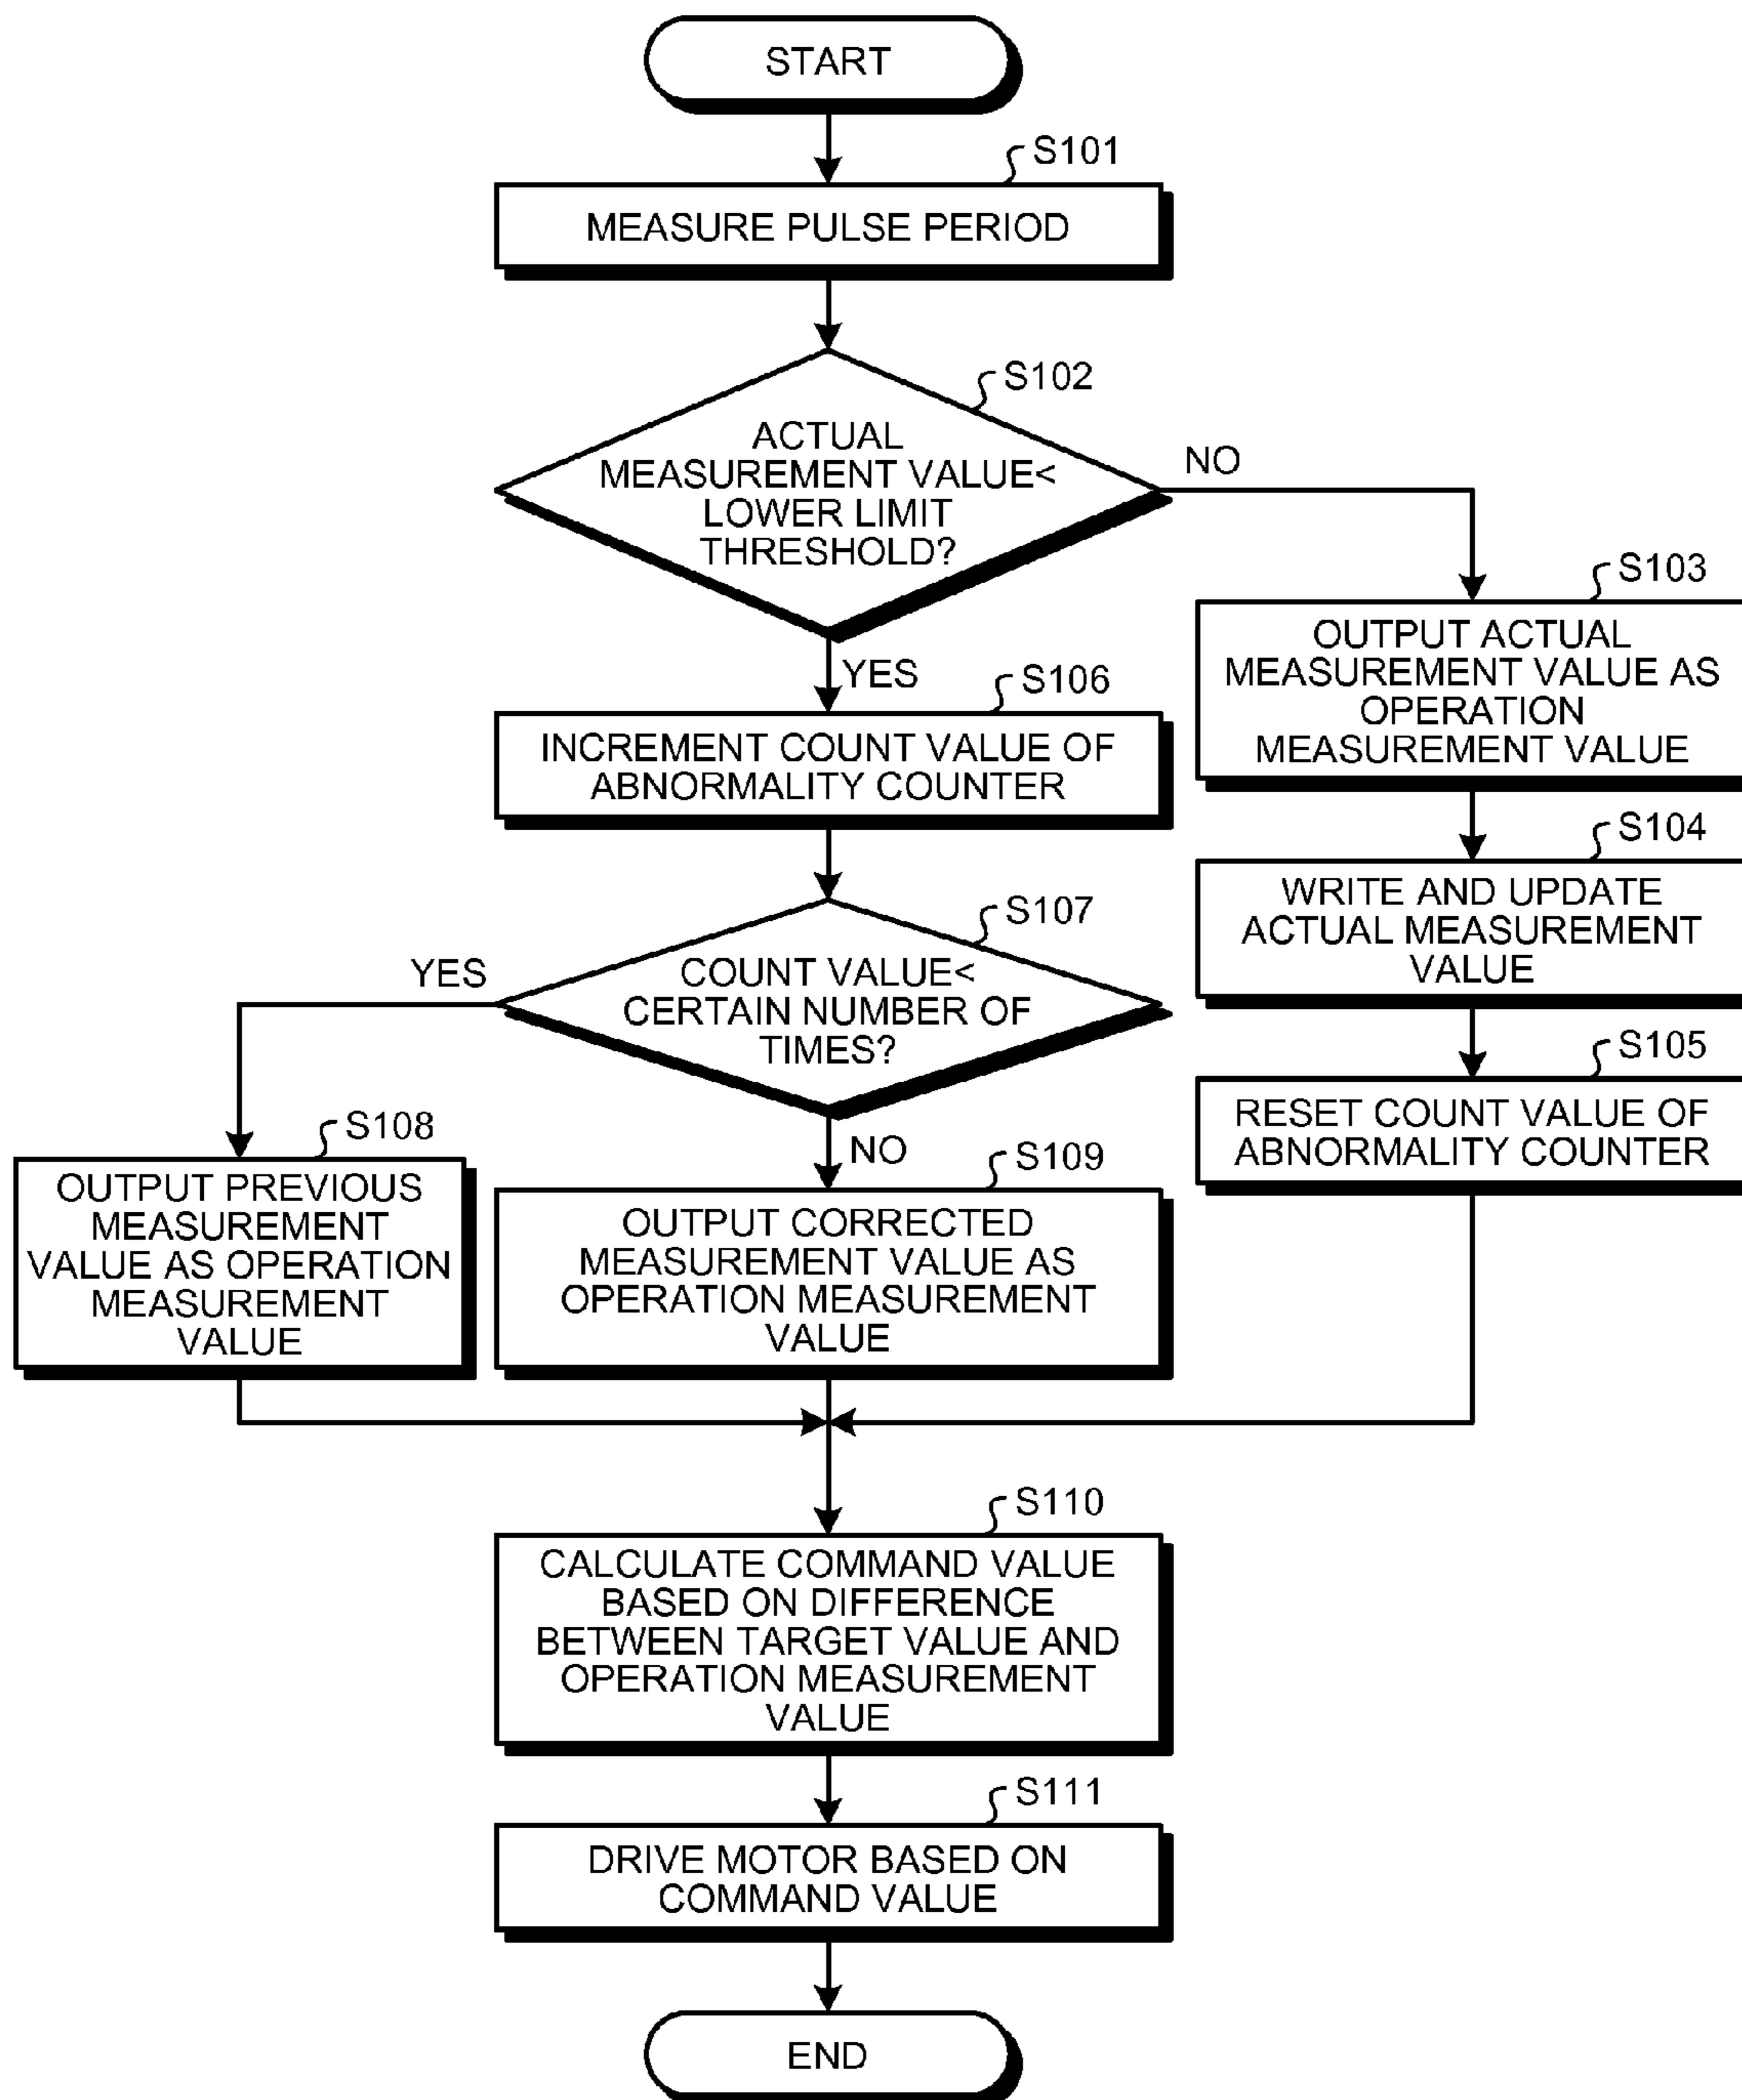 START
S101
MEASURE PULSE PERIOD
S102
ACTUAL
MEASUREMENT VALUE<
LOWER LIMIT
THRESHOLD?
NO
YES
S103
OUTPUT ACTUAL
MEASUREMENT VALUE AS
OPERATION
MEASUREMENT VALUE
S104
WRITE AND UPDATE
ACTUAL MEASUREMENT
VALUE
S105
RESET COUNT VALUE OF
ABNORMALITY COUNTER
S106
INCREMENT COUNT VALUE OF
ABNORMALITY COUNTER
S107
COUNT VALUE<
CERTAIN NUMBER OF
TIMES?
YES
NO
S108
OUTPUT PREVIOUS
MEASUREMENT
VALUE AS OPERATION
MEASUREMENT
VALUE
S109
OUTPUT CORRECTED
MEASUREMENT VALUE AS
OPERATION MEASUREMENT
VALUE
S110
CALCULATE COMMAND VALUE
BASED ON DIFFERENCE
BETWEEN TARGET VALUE AND
OPERATION MEASUREMENT
VALUE
S111
DRIVE MOTOR BASED ON
COMMAND VALUE
END